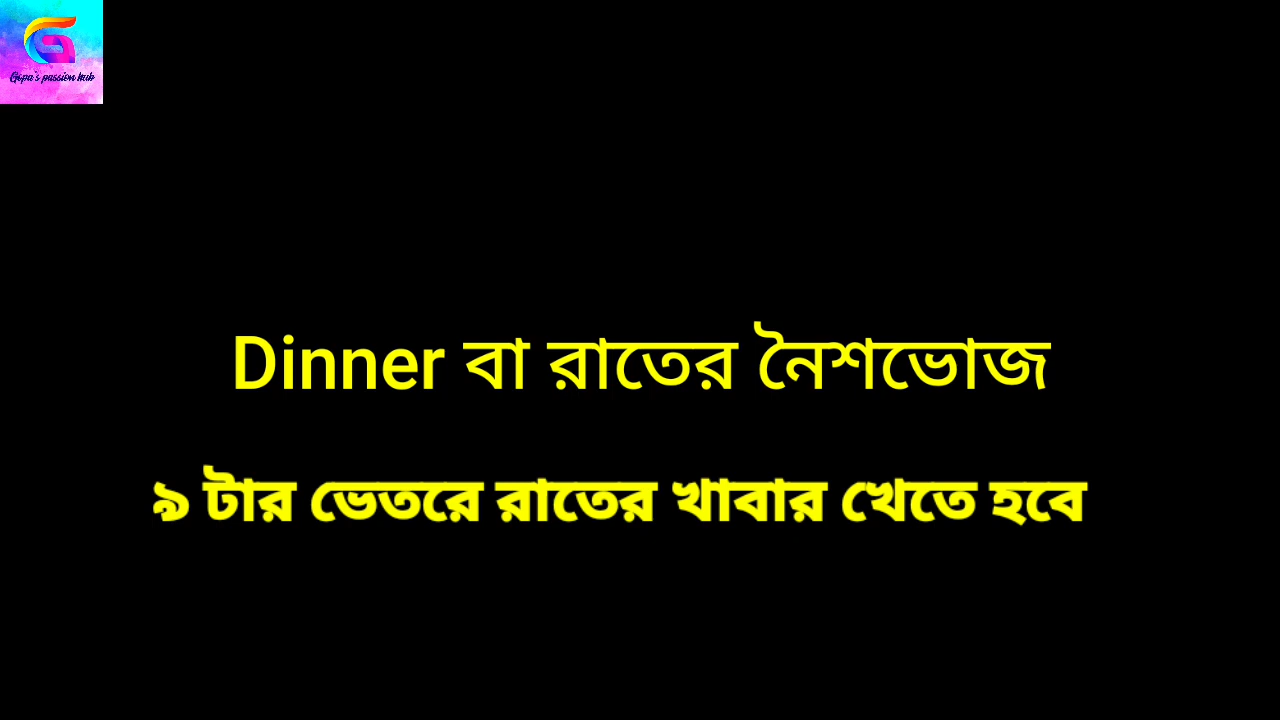 Gopa's passion hub
Dinner বা রাতের নৈশভোজ
৯ টার ভেতরে রাতের খাবার খেতে হবে